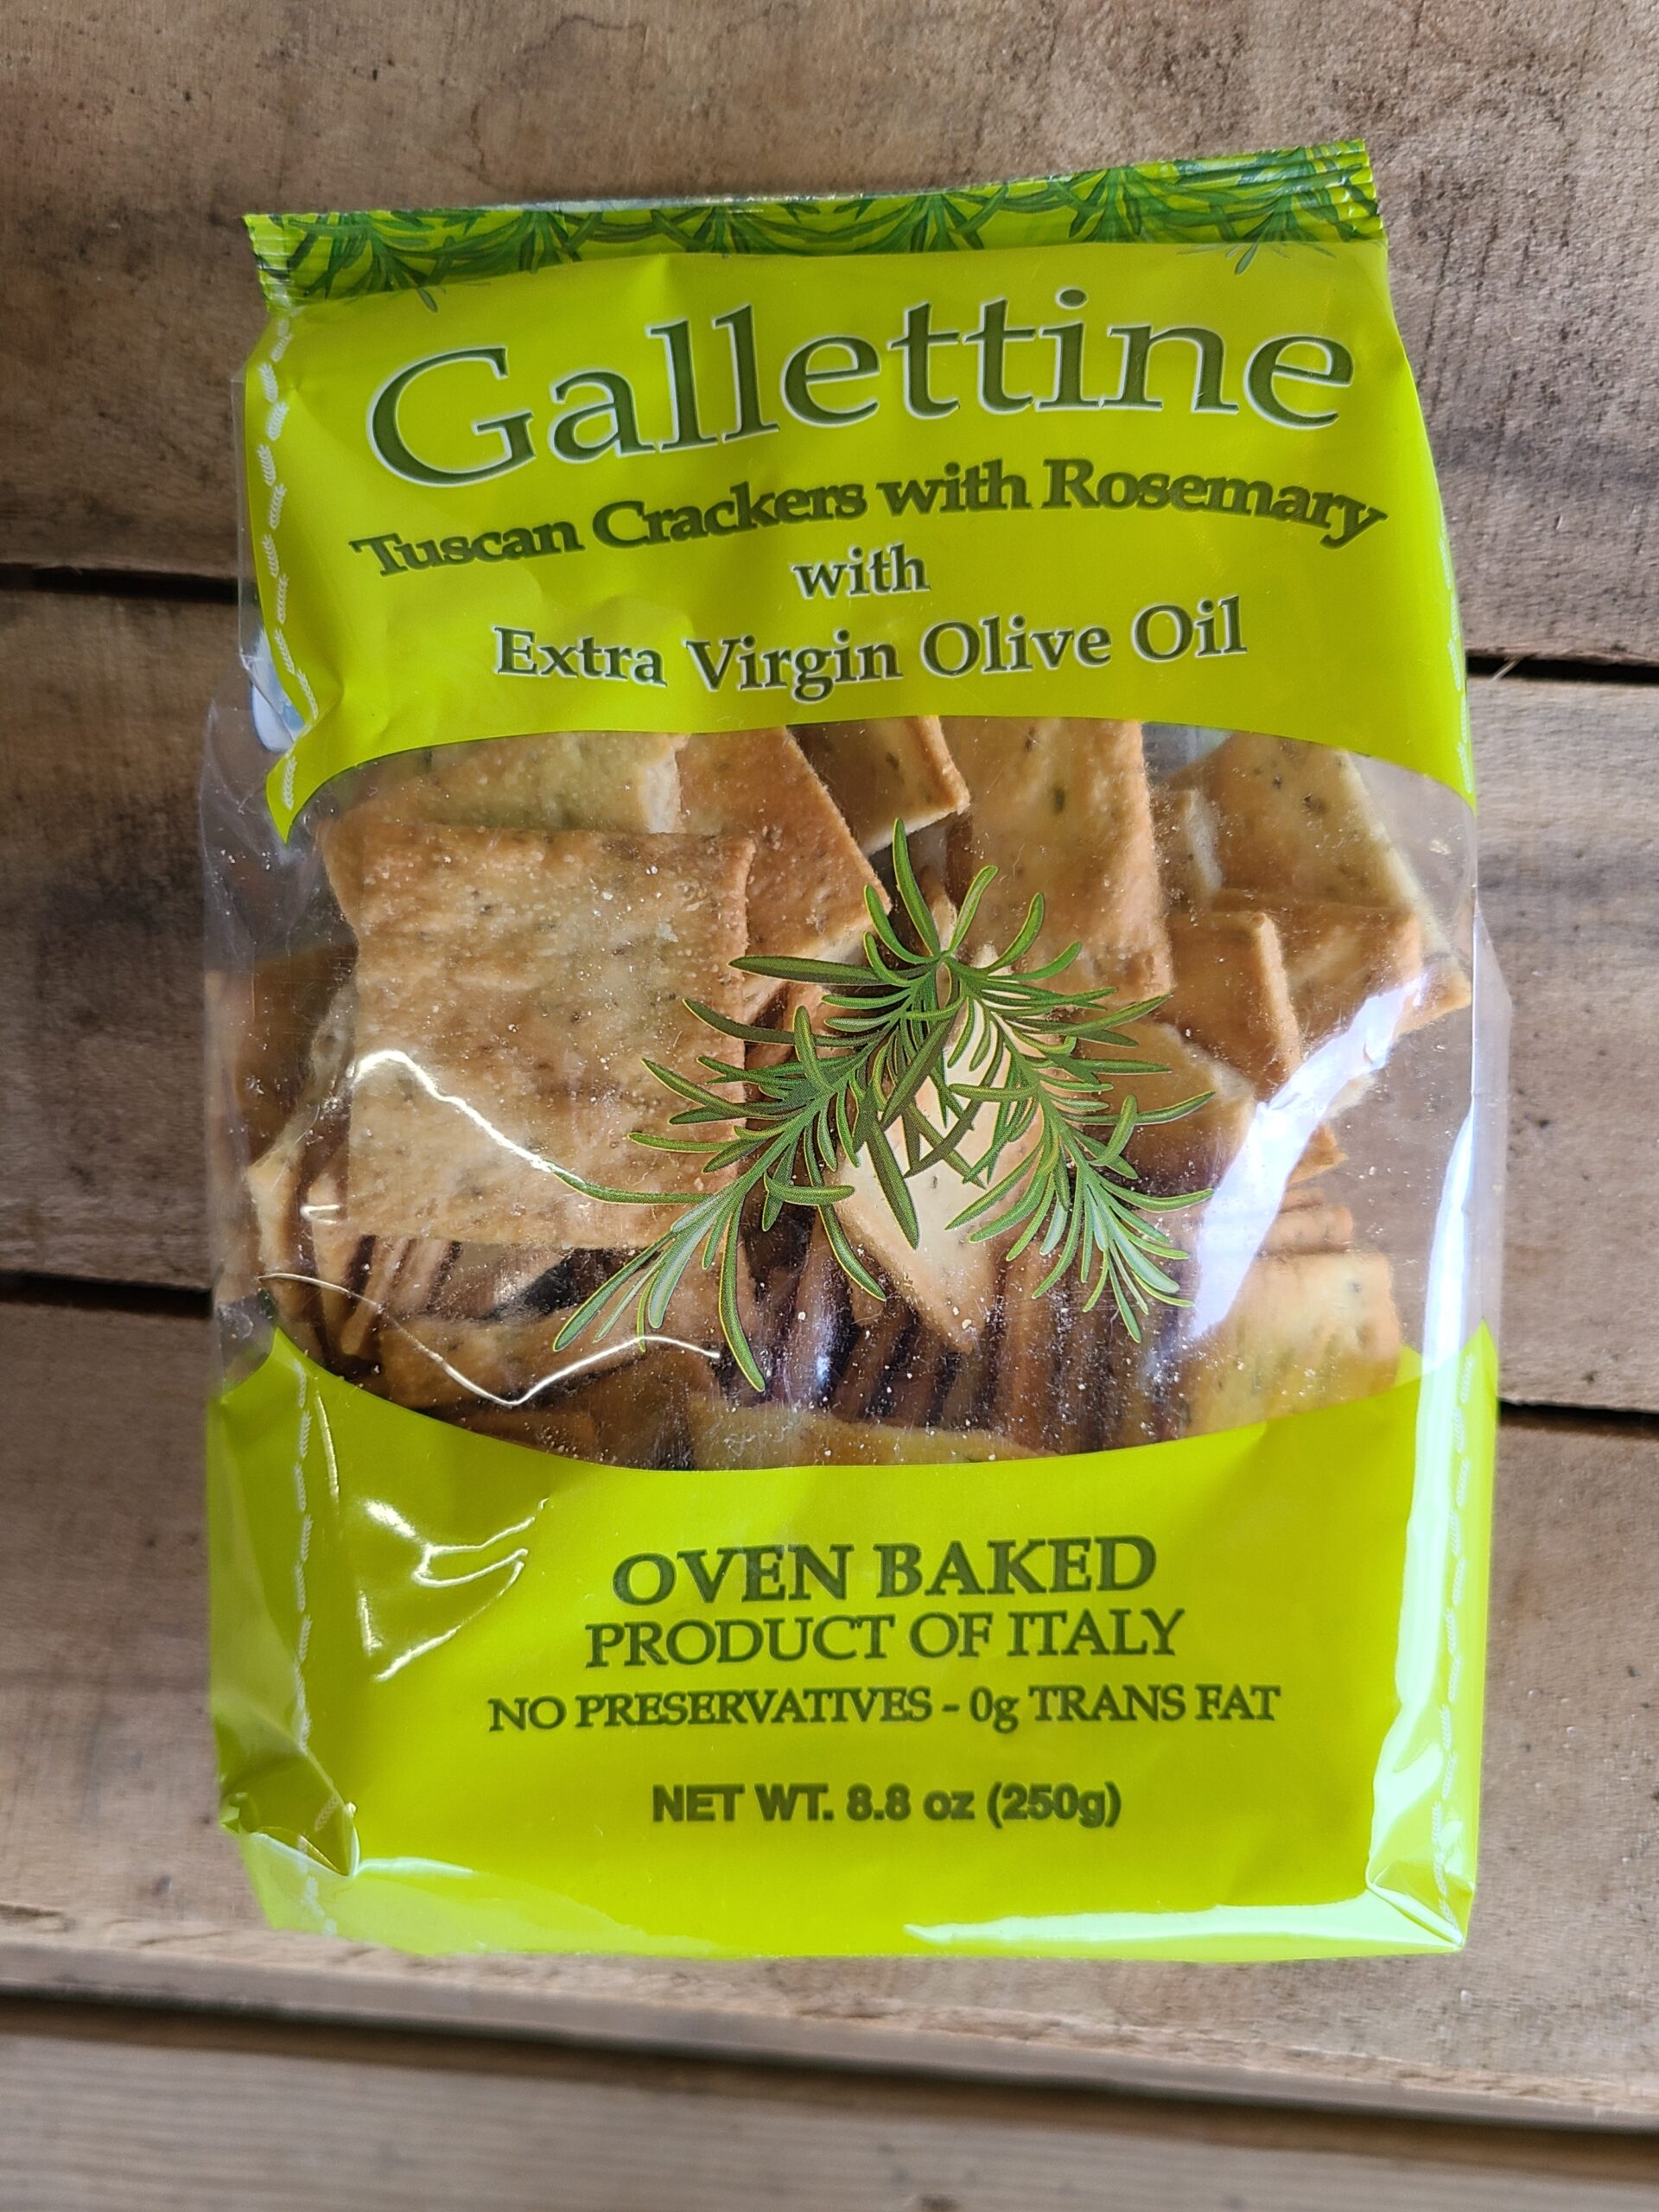 Gallettine
Tuscan Crackers with Rosemary
with
Extra Virgin Olive Oil
OVEN BAKED
PRODUCT OF ITALY
NO PRESERVATIVES - 0g TRANS FAT
NET WT. 8.8 oz (250g)